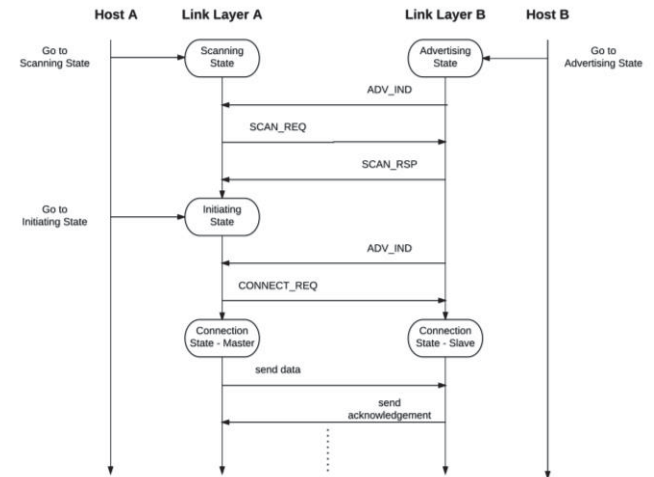 Host A
Link Layer A
Link Layer B
Host B
Go to
Scanning State
Scanning
State
Advertising
State
Go to
Advertising State
ADV_IND
SCAN_REQ
SCAN_RSP
Go to
Initiating State
Initiating
State
ADV_IND
CONNECT_REQ
Connection
State - Master
Connection
State - Slave
send data
send
acknowledgement